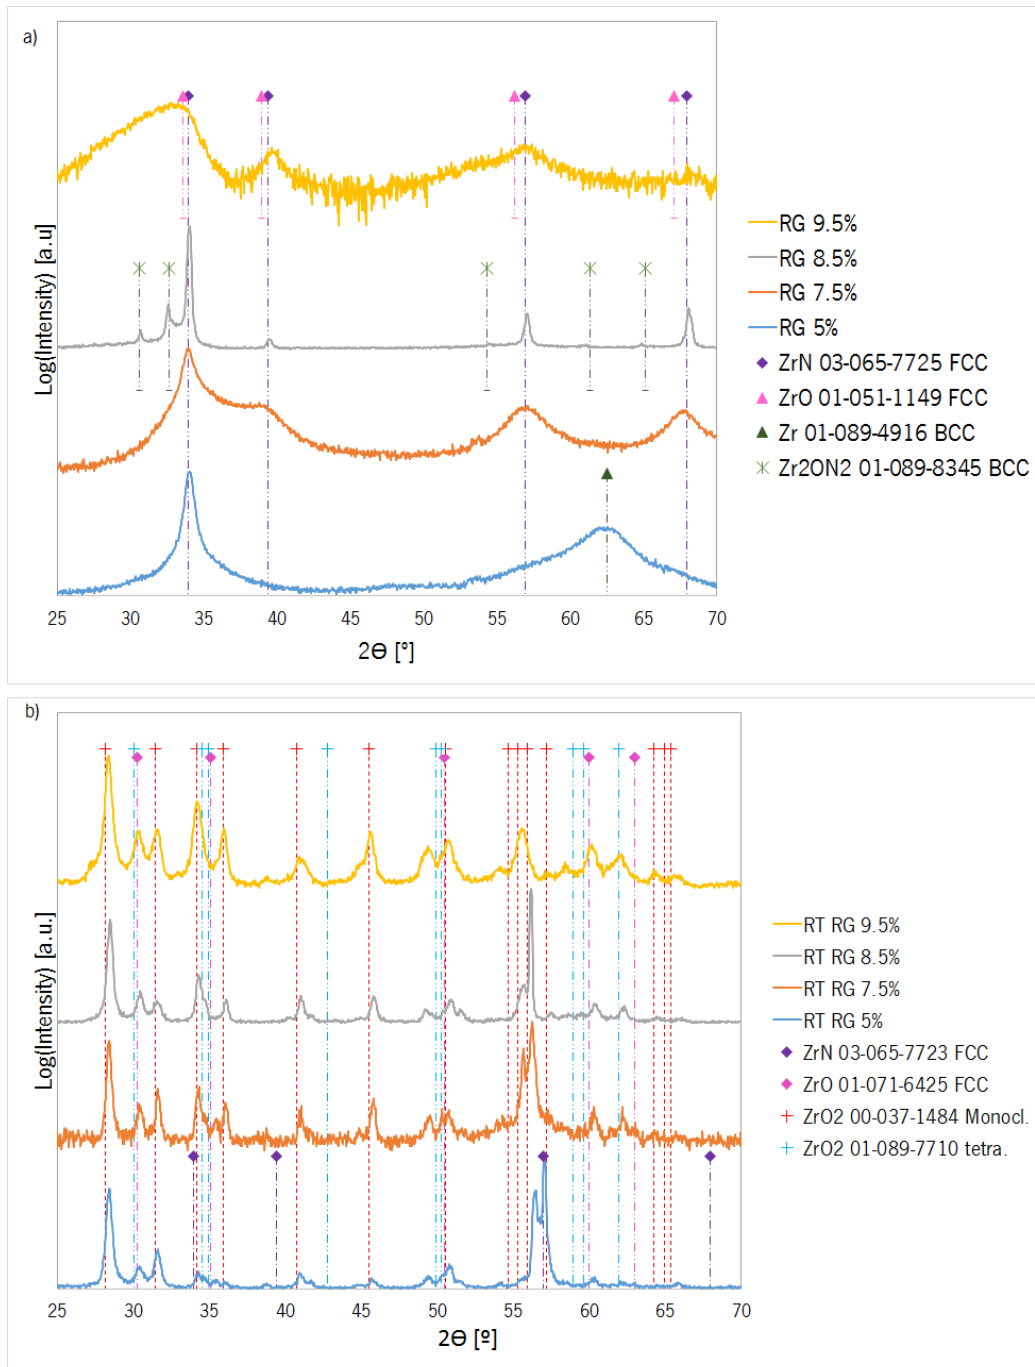 a)
Log(Intensity) [a.u]
RG 9.5%
RG 8.5%
RG 7.5%
RG 5%
ZrN 03-065-7725 FCC
ZrO 01-051-1149 FCC
Zr 01-089-4916 BCC
Zr2ON2 01-089-8345 BCC
25 30 35 40 45 50 55 60 65 70
2Ө [°]
b)
Log(Intensity) [a.u.]
RT RG 9.5%
RT RG 8.5%
RT RG 7.5%
RT RG 5%
ZrN 03-065-7723 FCC
ZrO 01-071-6425 FCC
ZrO2 00-037-1484 Monocl.
ZrO2 01-089-7710 tetra.
25 30 35 40 45 50 55 60 65 70
2Ө [º]